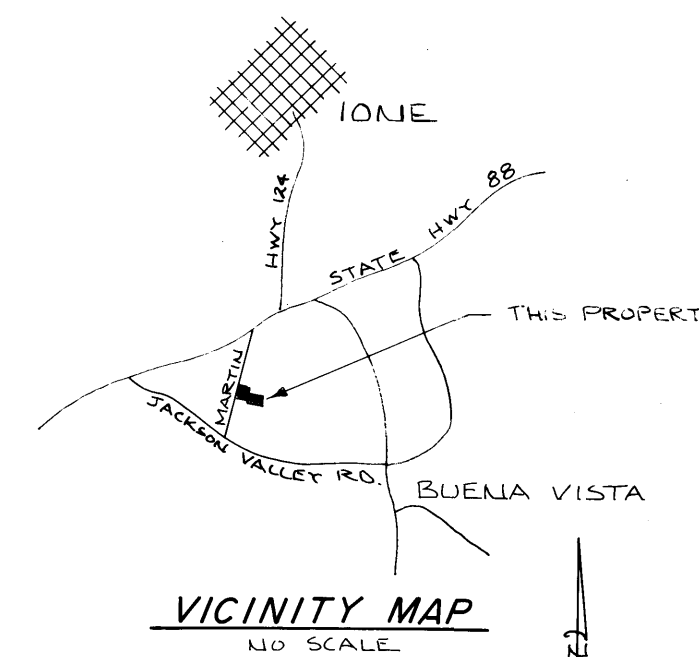 IONE
HWY 124
STATE HWY 88
THIS PROPERT
MARTIN
JACKSON VALLEY RD.
BUENA VISTA
VICINITY MAP
NO SCALE
N